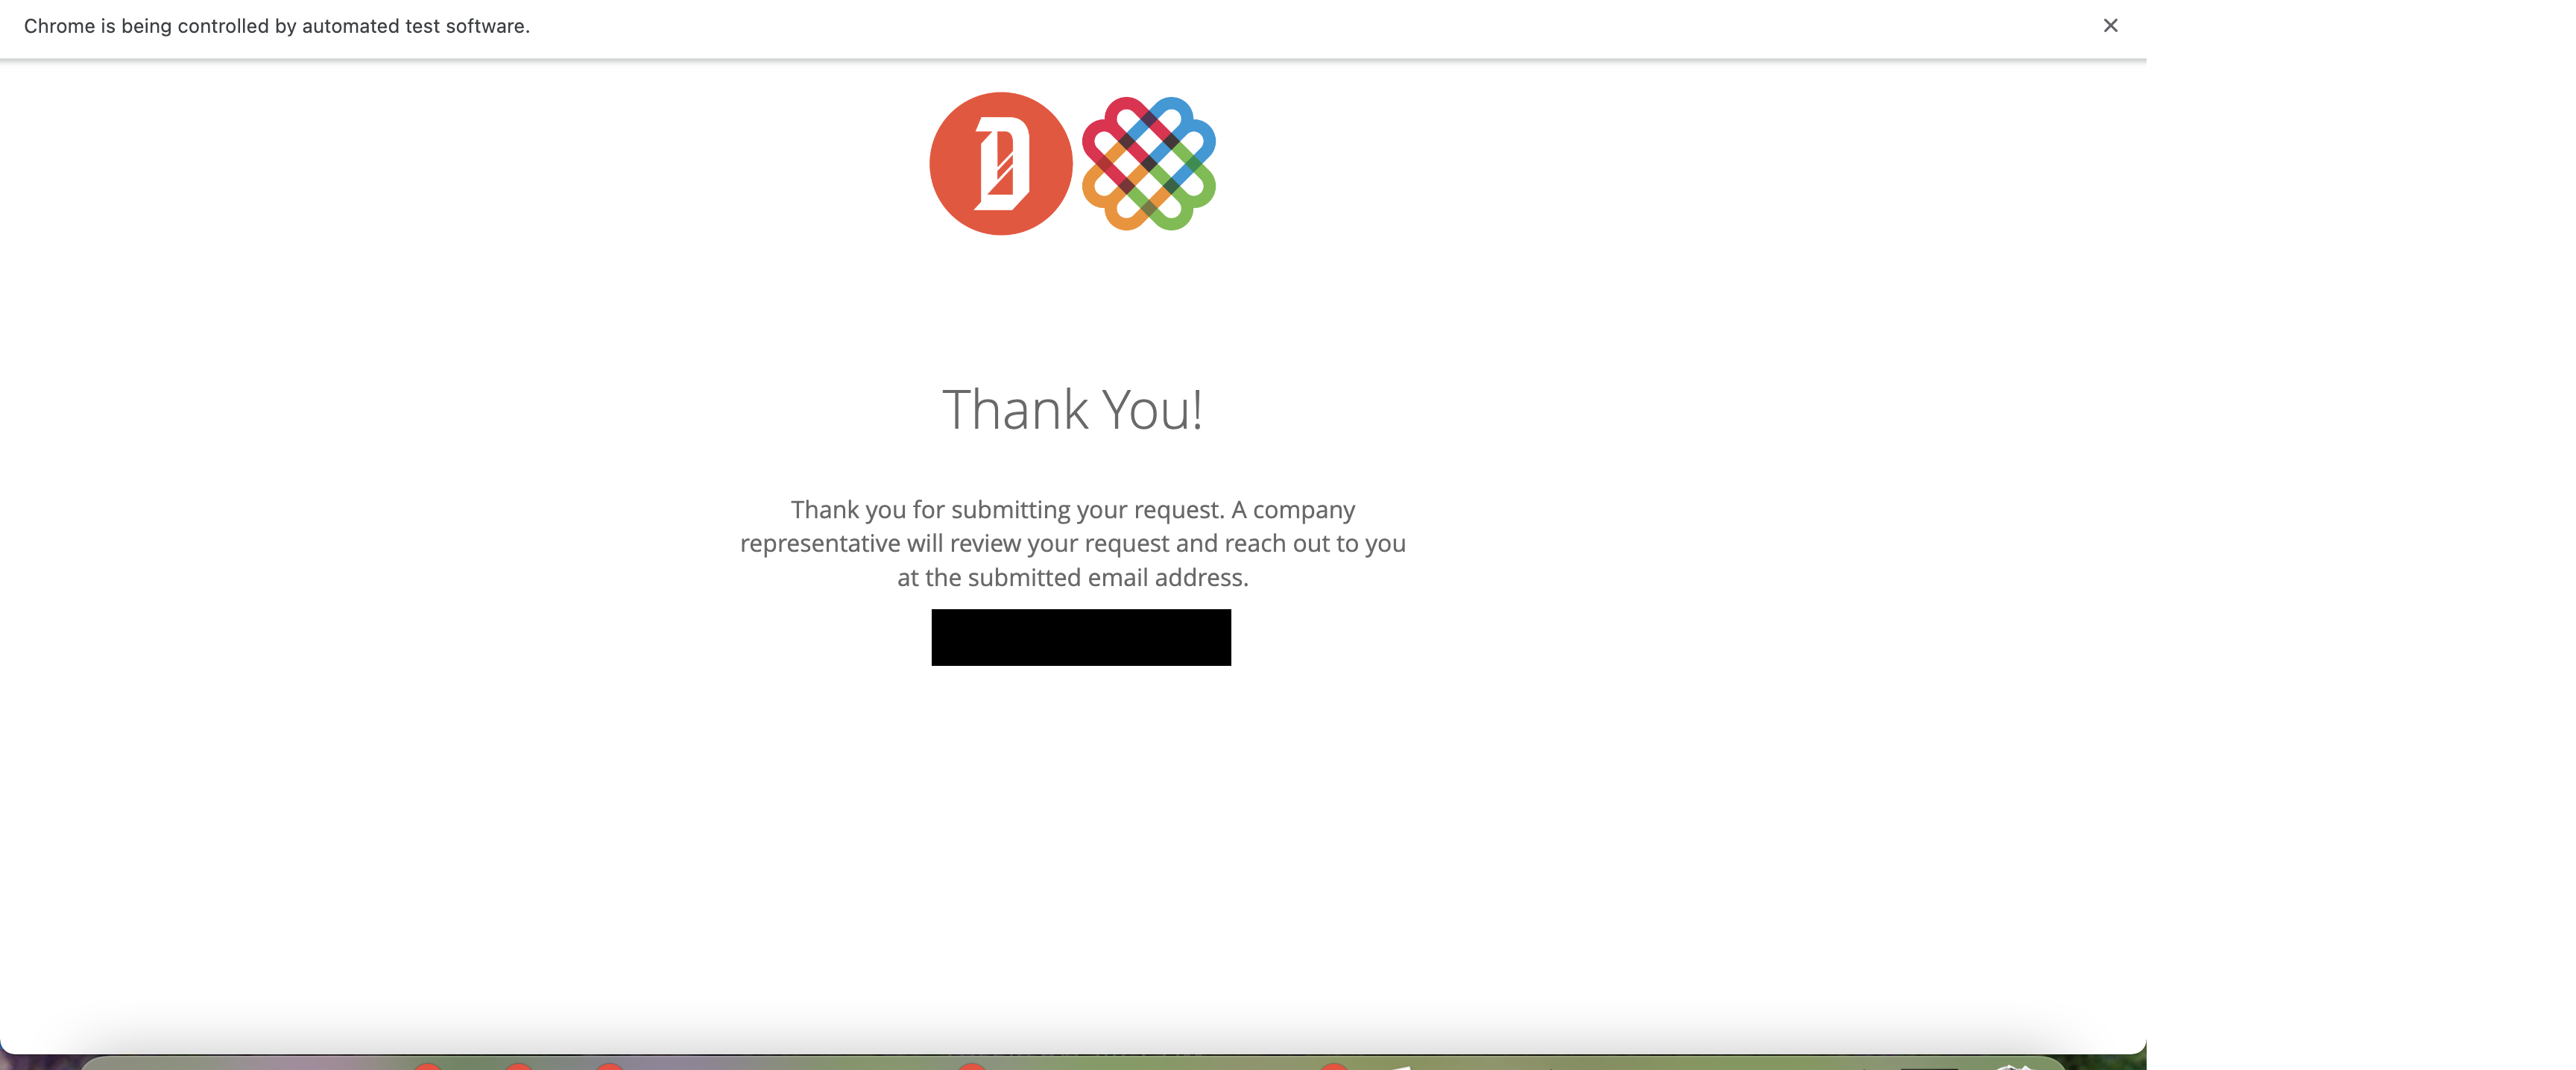 Chrome is being controlled by automated test software.
D
Thank You!
Thank you for submitting your request. A company
representative will review your request and reach out to you
at the submitted email address.